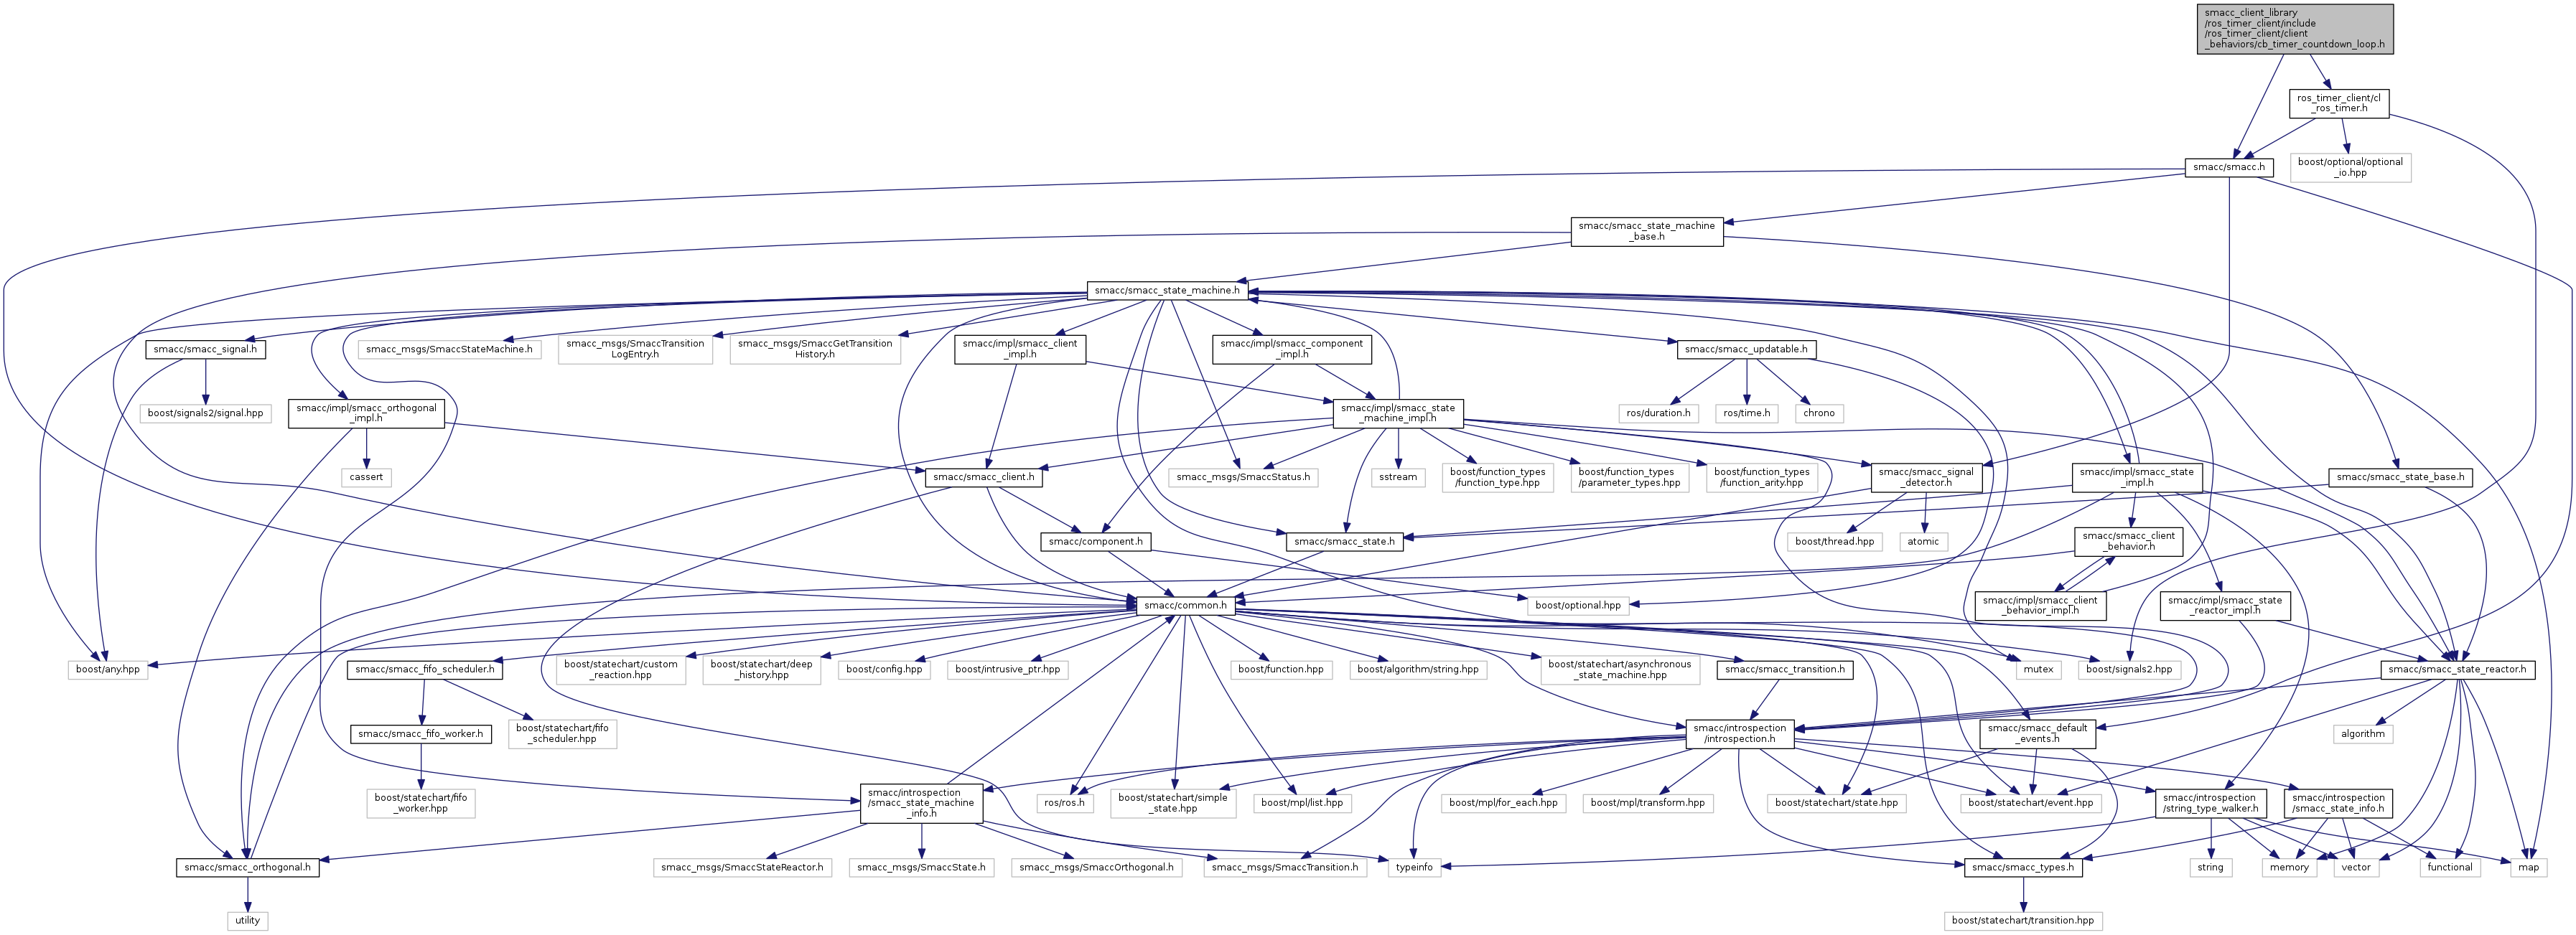 smacc_client_library
/ros_timer_client/include
/ros_timer_client/client
_behaviors/cb_timer_countdown_loop.h
ros_timer_client/cl
_ros_timer.h
smacc/smacc.h
boost/optional/optional
_io.hpp
smacc/smacc_state_machine
_base.h
smacc/smacc_state_machine.h
smacc/smacc_signal.h
smacc_msgs/SmaccStateMachine.h
smacc_msgs/SmaccTransition
LogEntry.h
smacc_msgs/SmaccGetTransition
History.h
smacc/impl/smacc_client
_impl.h
smacc/impl/smacc_component
_impl.h
smacc/smacc_updatable.h
boost/signals2/signal.hpp
smacc/impl/smacc_orthogonal
_impl.h
smacc/impl/smacc_state
_machine_impl.h
ros/duration.h
ros/time.h
chrono
cassert
smacc/smacc_client.h
smacc_msgs/SmaccStatus.h
sstream
boost/function_types
/function_type.hpp
boost/function_types
/parameter_types.hpp
boost/function_types
/function_arity.hpp
smacc/smacc_signal
_detector.h
smacc/impl/smacc_state
_impl.h
smacc/smacc_state_base.h
smacc/component.h
smacc/smacc_state.h
boost/thread.hpp
atomic
smacc/smacc_client
_behavior.h
smacc/common.h
boost/optional.hpp
smacc/impl/smacc_client
_behavior_impl.h
smacc/impl/smacc_state
_reactor_impl.h
boost/any.hpp
smacc/smacc_fifo_scheduler.h
boost/statechart/custom
_reaction.hpp
boost/statechart/deep
_history.hpp
boost/config.hpp
boost/intrusive_ptr.hpp
boost/function.hpp
boost/algorithm/string.hpp
boost/statechart/asynchronous
_state_machine.hpp
smacc/smacc_transition.h
mutex
boost/signals2.hpp
smacc/smacc_state_reactor.h
smacc/smacc_fifo_worker.h
boost/statechart/fifo
_scheduler.hpp
smacc/introspection
/introspection.h
smacc/smacc_default
_events.h
algorithm
boost/statechart/fifo
_worker.hpp
smacc/introspection
/smacc_state_machine
_info.h
ros/ros.h
boost/statechart/simple
_state.hpp
boost/mpl/list.hpp
boost/mpl/for_each.hpp
boost/mpl/transform.hpp
boost/statechart/state.hpp
boost/statechart/event.hpp
smacc/introspection
/string_type_walker.h
smacc/introspection
/smacc_state_info.h
smacc/smacc_orthogonal.h
smacc_msgs/SmaccStateReactor.h
smacc_msgs/SmaccState.h
smacc_msgs/SmaccOrthogonal.h
smacc_msgs/SmaccTransition.h
typeinfo
smacc/smacc_types.h
string
memory
vector
functional
map
utility
boost/statechart/transition.hpp